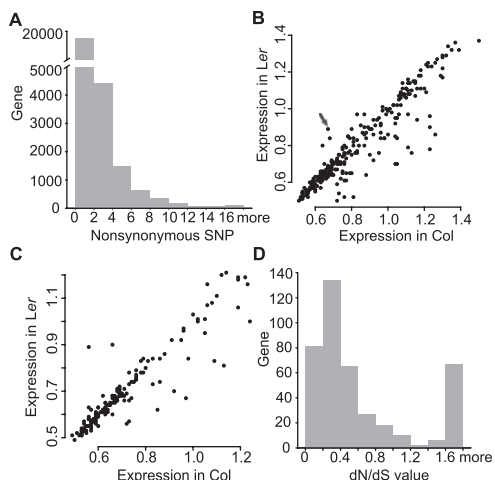 A
20000
5000
4000
3000
2000
1000
0
Gene
0 2 4 6 8 10 12 14 16 more
Nonsynonymous SNP
B
1.4
1.2
1.0
0.8
0.6
Expression in Ler
0.6 0.8 1.0 1.2 1.4
Expression in Col
C
1.1
0.9
0.7
0.5
Expression in Ler
0.6 0.8 1.0 1.2
Expression in Col
D
140
120
100
80
60
40
20
0
Gene
0 0.4 0.8 1.2 1.6 more
dN/dS value